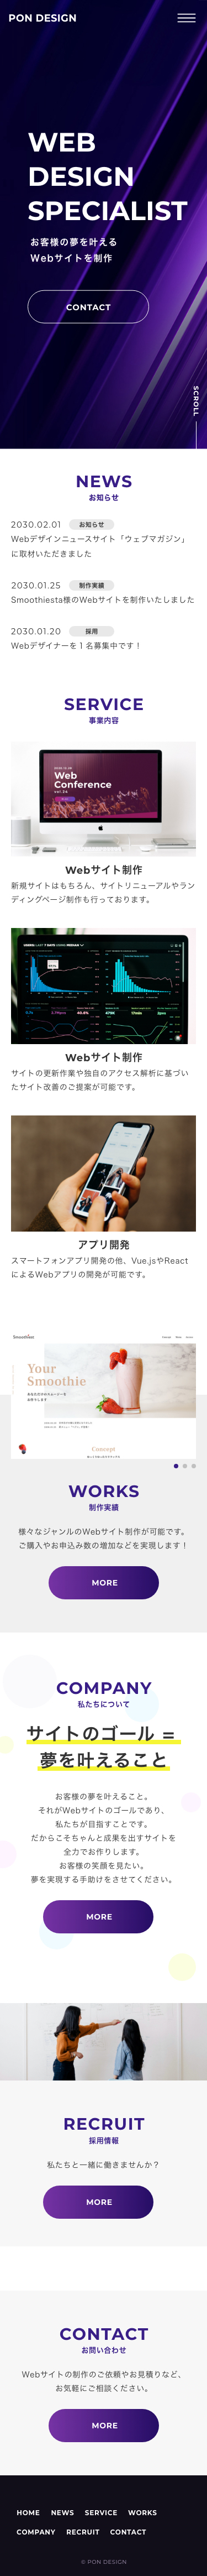 PON DESIGN
WEB
DESIGN
SPECIALIST
お客様の夢を叶える
Webサイトを制作
CONTACT
SCROLL
NEWS
お知らせ
2030.02.01 お知らせ
Webデザインニュースサイト「ウェブマガジン」
に取材いただきました
2030.01.25 制作実績
Smoothiesta様のWebサイトを制作いたしました
2030.01.20 採用
Webデザイナーを１名募集中です！
SERVICE
事業内容
Web
Conference
Webサイト制作
新規サイトはもちろん、サイトリニューアルやラン
ディングページ制作も行っております。
Webサイト制作
サイトの更新作業や独自のアクセス解析に基づい
たサイト改善のご提案が可能です。
アプリ開発
スマートフォンアプリ開発の他、Vue.jsやReact
によるWebアプリの開発が可能です。
Your
Smoothie
Concept
WORKS
制作実績
様々なジャンルのWebサイト制作が可能です。
ご購入やお申込み数の増加などを実現します！
MORE
COMPANY
私たちについて
サイトのゴール =
夢を叶えること
お客様の夢を叶えること。
それがWebサイトのゴールであり、
私たちが目指すことです。
だからこそちゃんと成果を出すサイトを
全力でお作りします。
お客様の笑顔を見たい。
夢を実現する手助けをさせてください。
MORE
RECRUIT
採用情報
私たちと一緒に働きませんか？
MORE
CONTACT
お問い合わせ
Webサイトの制作のご依頼やお見積りなど、
お気軽にご相談ください。
MORE
HOME NEWS SERVICE WORKS
COMPANY RECRUIT CONTACT
© PON DESIGN